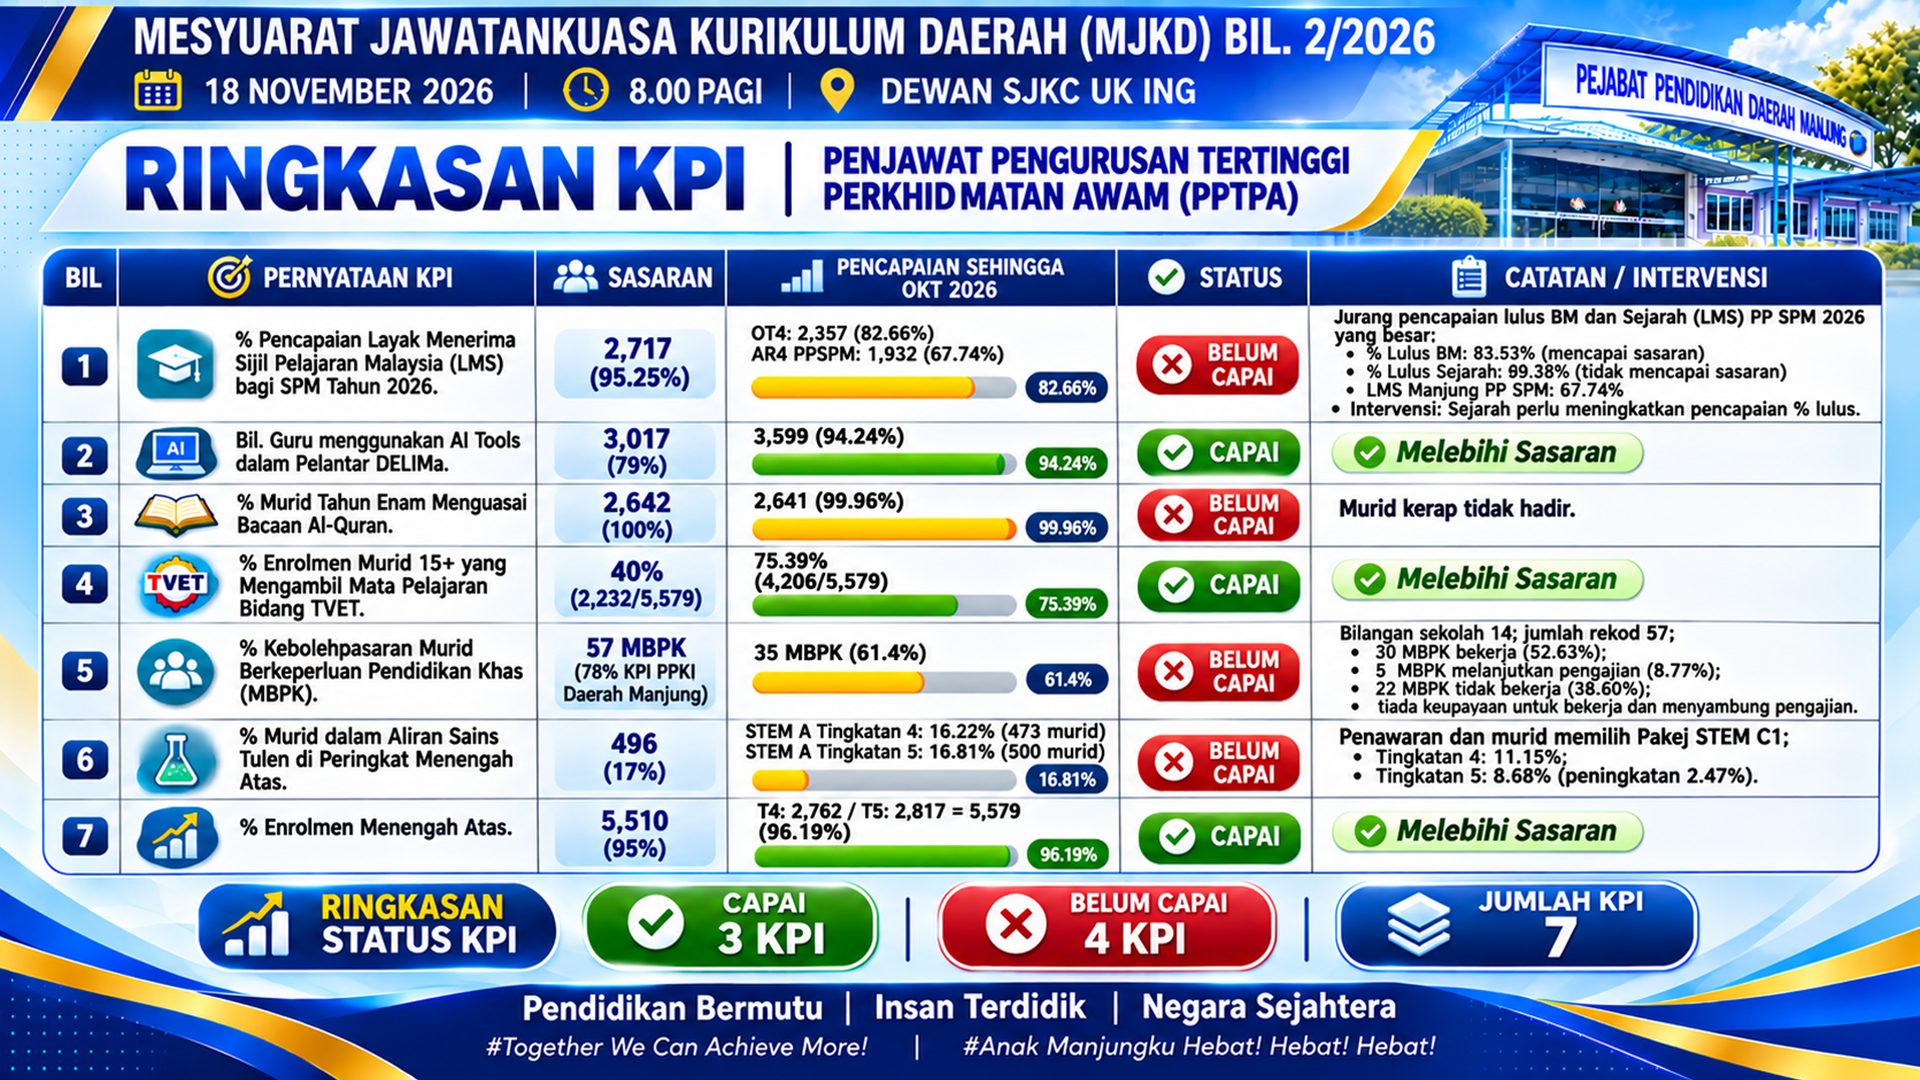 MESYUARAT JAWATANKUASA KURIKULUM DAERAH (MJKD) BIL. 2/2026
18 NOVEMBER 2026 | 8.00 PAGI | DEWAN SJKC UK ING
PEJABAT PENDIDIKAN DAERAH MANJUNG
RINGKASAN KPI
PENJAWAT PENGURUSAN TERTINGGI
PERKHIDMATAN AWAM (PPTPA)
BIL
PERNYATAAN KPI
SASARAN
PENCAPAIAN SEHINGGA
OKT 2026
STATUS
CATATAN / INTERVENSI
1
% Pencapaian Layak Menerima
Sijil Pelajaran Malaysia (LMS)
bagi SPM Tahun 2026.
2,717
(95.25%)
OT4: 2,357 (82.66%)
AR4 PPSPM: 1,932 (67.74%)
82.66%
BELUM
CAPAI
Jurang pencapaian lulus BM dan Sejarah (LMS) PP SPM 2026
yang besar:
• % Lulus BM: 83.53% (mencapai sasaran)
• % Lulus Sejarah: 69.38% (tidak mencapai sasaran)
• LMS Manjung PP SPM: 67.74%
• Intervensi: Sejarah perlu meningkatkan pencapaian % lulus.
2
AI
Bil. Guru menggunakan AI Tools
dalam Pelantar DELIMa.
3,017
(79%)
3,599 (94.24%)
94.24%
CAPAI
Melebihi Sasaran
3
% Murid Tahun Enam Menguasai
Bacaan Al-Quran.
2,642
(100%)
2,641 (99.96%)
99.96%
BELUM
CAPAI
Murid kerap tidak hadir.
4
TVET
% Enrolmen Murid 15+ yang
Mengambil Mata Pelajaran
Bidang TVET.
40%
(2,232/5,579)
75.39%
(4,206/5,579)
75.39%
CAPAI
Melebihi Sasaran
5
% Kebolehpasaran Murid
Berkeperluan Pendidikan Khas
(MBPK).
57 MBPK
(78% KPI PPKI
Daerah Manjung)
35 MBPK (61.4%)
61.4%
BELUM
CAPAI
Bilangan sekolah 14; jumlah rekod 57;
• 30 MBPK bekerja (52.63%);
• 5 MBPK melanjutkan pengajian (8.77%);
• 22 MBPK tidak bekerja (38.60%);
• tiada keupayaan untuk bekerja dan menyambung pengajian.
6
% Murid dalam Aliran Sains
Tulen di Peringkat Menengah
Atas.
496
(17%)
STEM A Tingkatan 4: 16.22% (473 murid)
STEM A Tingkatan 5: 16.81% (500 murid)
16.81%
BELUM
CAPAI
Penawaran dan murid memilih Pakej STEM C1;
• Tingkatan 4: 11.15%;
• Tingkatan 5: 8.68% (peningkatan 2.47%).
7
% Enrolmen Menengah Atas.
5,510
(95%)
T4: 2,762 / T5: 2,817 = 5,579
(96.19%)
96.19%
CAPAI
Melebihi Sasaran
RINGKASAN
STATUS KPI
CAPAI
3 KPI
BELUM CAPAI
4 KPI
JUMLAH KPI
7
Pendidikan Bermutu | Insan Terdidik | Negara Sejahtera
#Together We Can Achieve More! | #Anak Manjungku Hebat! Hebat! Hebat!